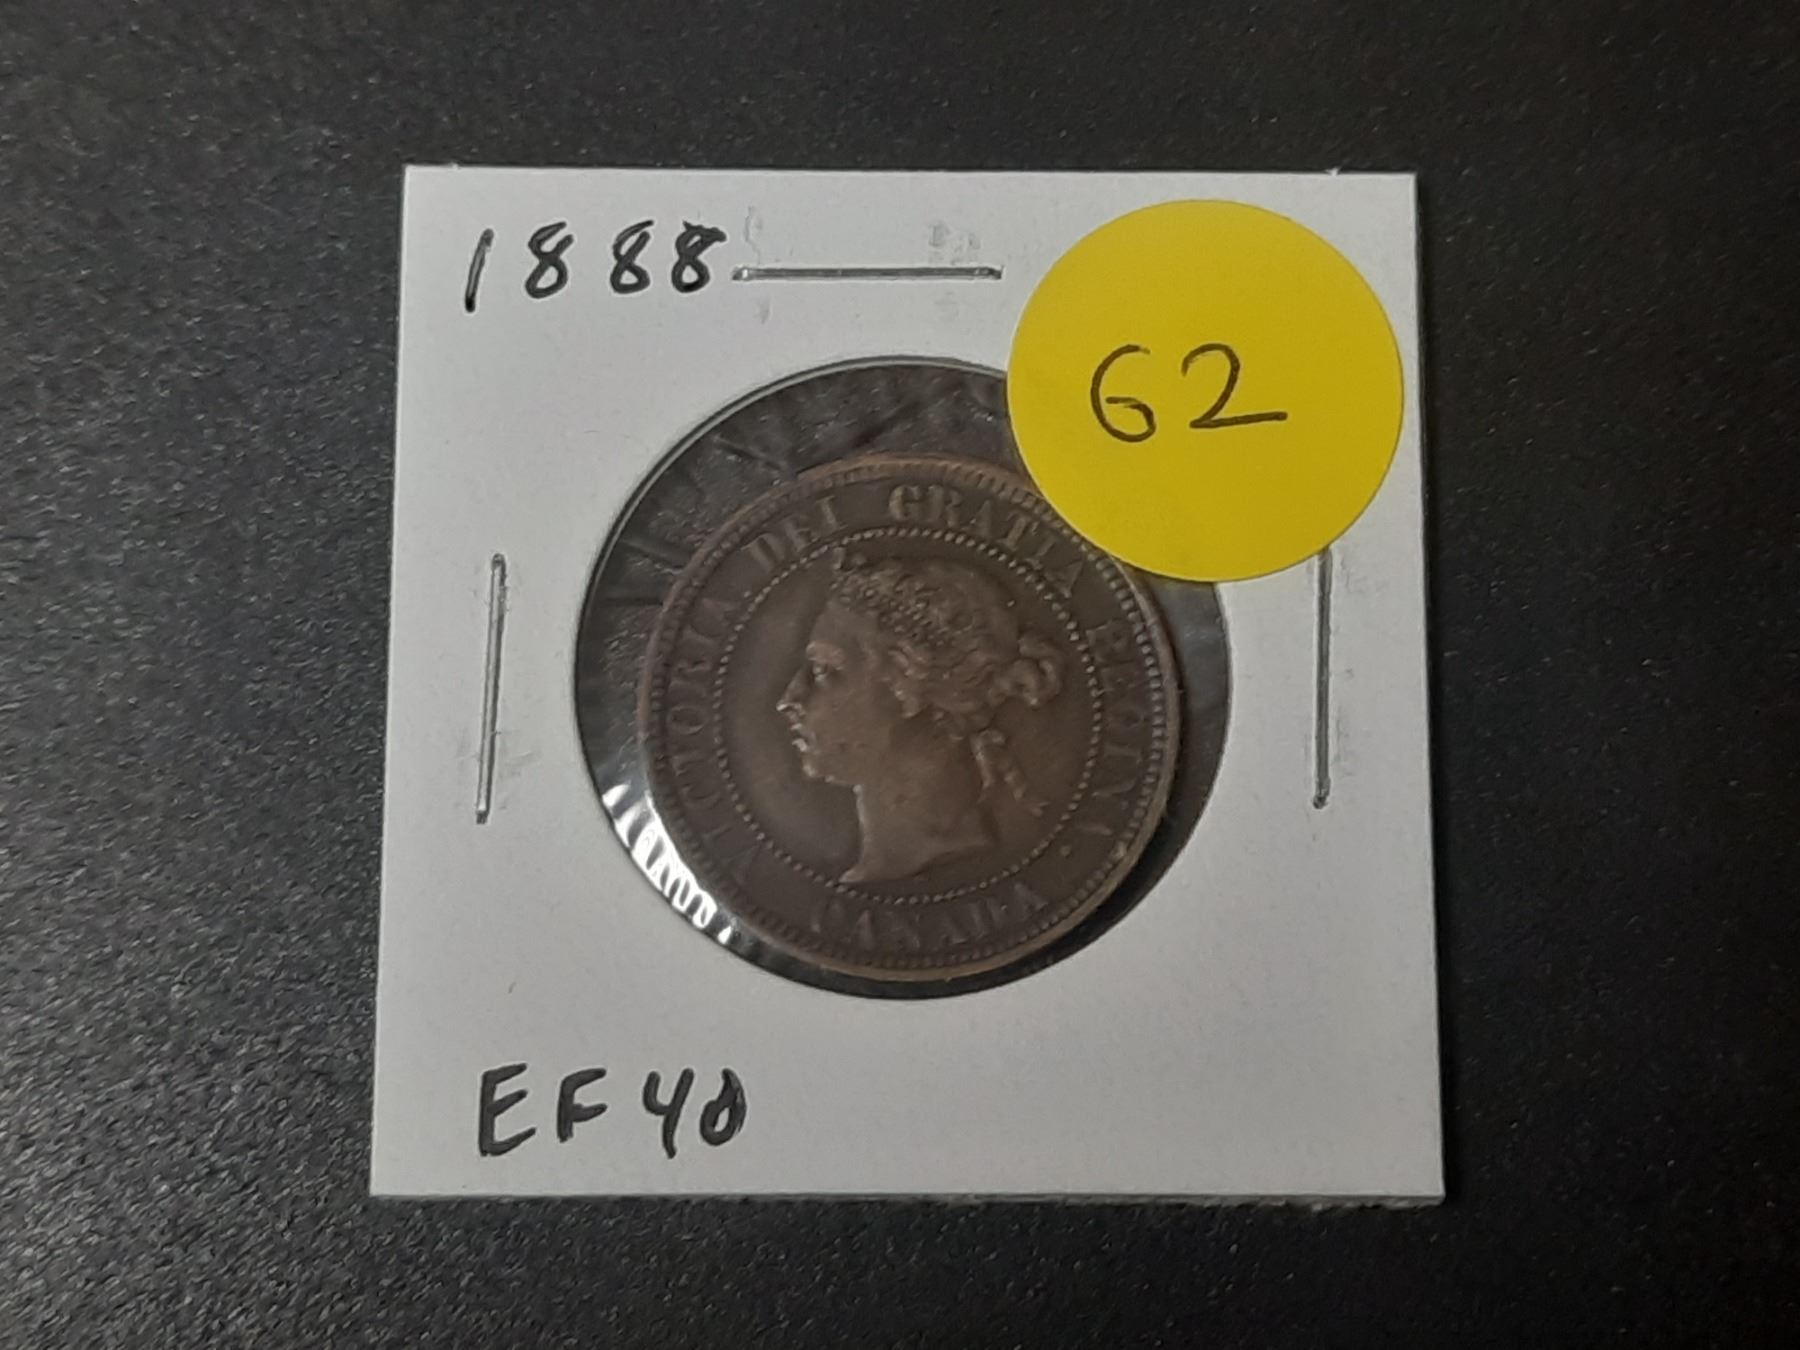 1888
62
VICTORIA DEI GRATIA REGINA.
CANADA
EF40